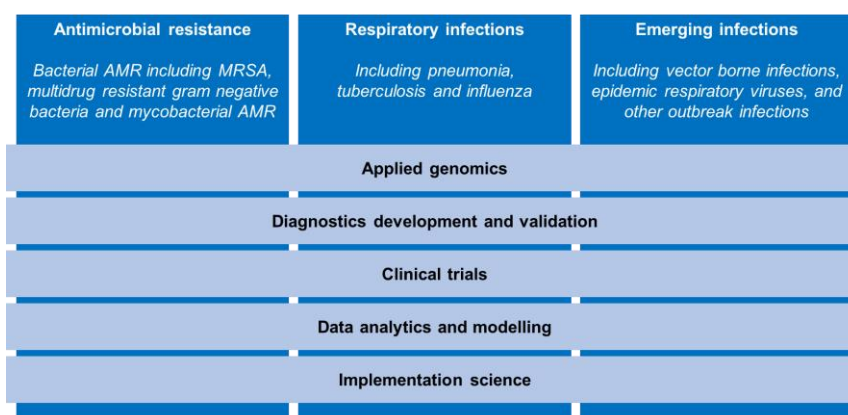 Antimicrobial resistance
Bacterial AMR including MRSA,
multidrug resistant gram negative
bacteria and mycobacterial AMR
Respiratory infections
Including pneumonia,
tuberculosis and influenza
Emerging infections
Including vector borne infections,
epidemic respiratory viruses, and
other outbreak infections
Applied genomics
Diagnostics development and validation
Clinical trials
Data analytics and modelling
Implementation science